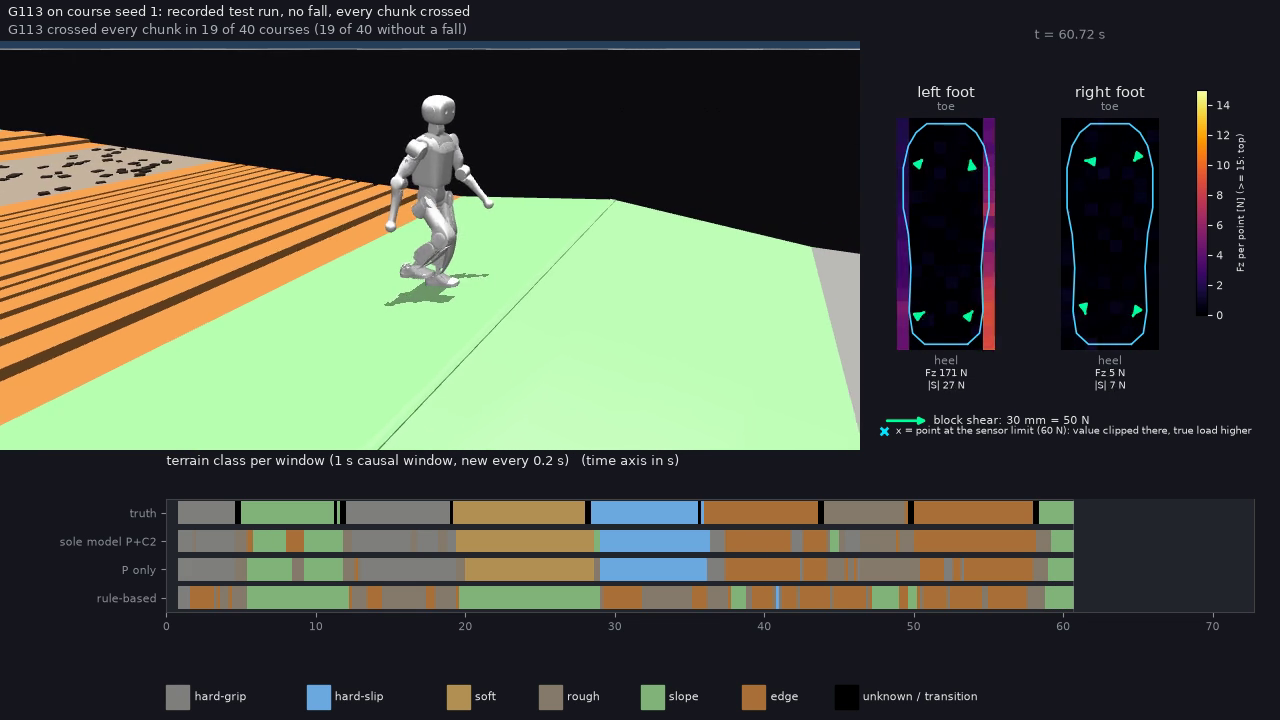 G113 on course seed 1: recorded test run, no fall, every chunk crossed
G113 crossed every chunk in 19 of 40 courses (19 of 40 without a fall)
t = 60.72 s
left foot
toe
right foot
toe
14
12
10
8
6
4
2
0
Fz per point [N] (>= 15: top)
heel
Fz 171 N
|S| 27 N
heel
Fz 5 N
|S| 7 N
block shear: 30 mm = 50 N
x = point at the sensor limit (60 N): value clipped there, true load higher
terrain class per window (1 s causal window, new every 0.2 s)   (time axis in s)
truth
sole model P+C2
P only
rule-based
0 10 20 30 40 50 60 70
hard-grip hard-slip soft rough slope edge unknown / transition